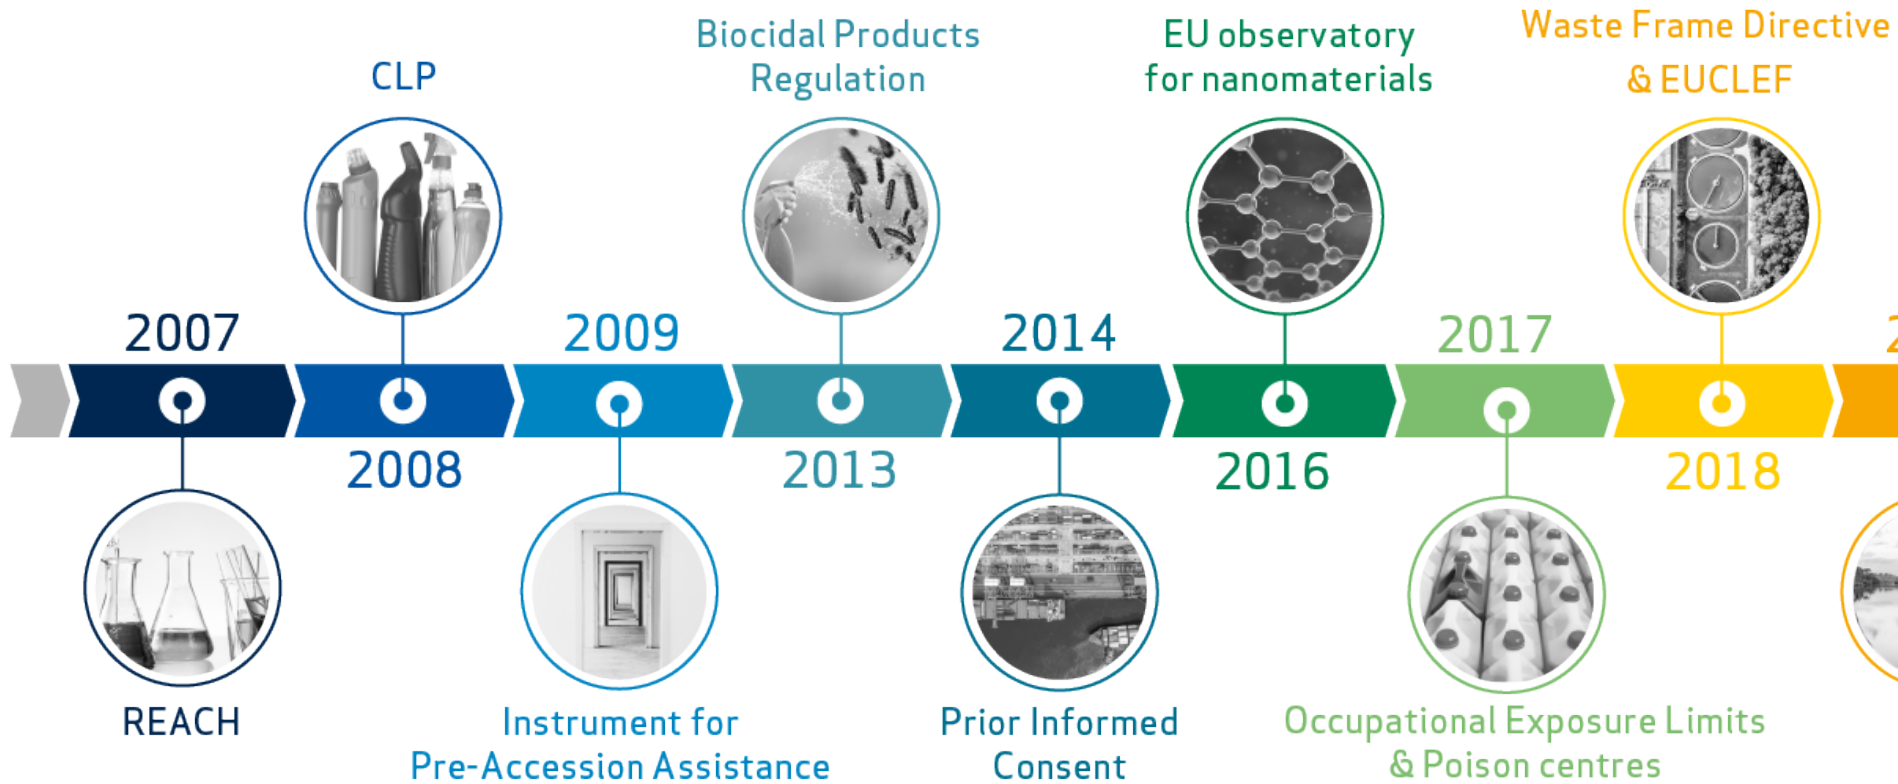 Biocidal Products
Regulation
EU observatory
for nanomaterials
Waste Frame Directive
& EUCLEF
CLP
2007
2009
2014
2017
2008
2013
2016
2018
REACH
Instrument for
Pre-Accession Assistance
Prior Informed
Consent
Occupational Exposure Limits
& Poison centres